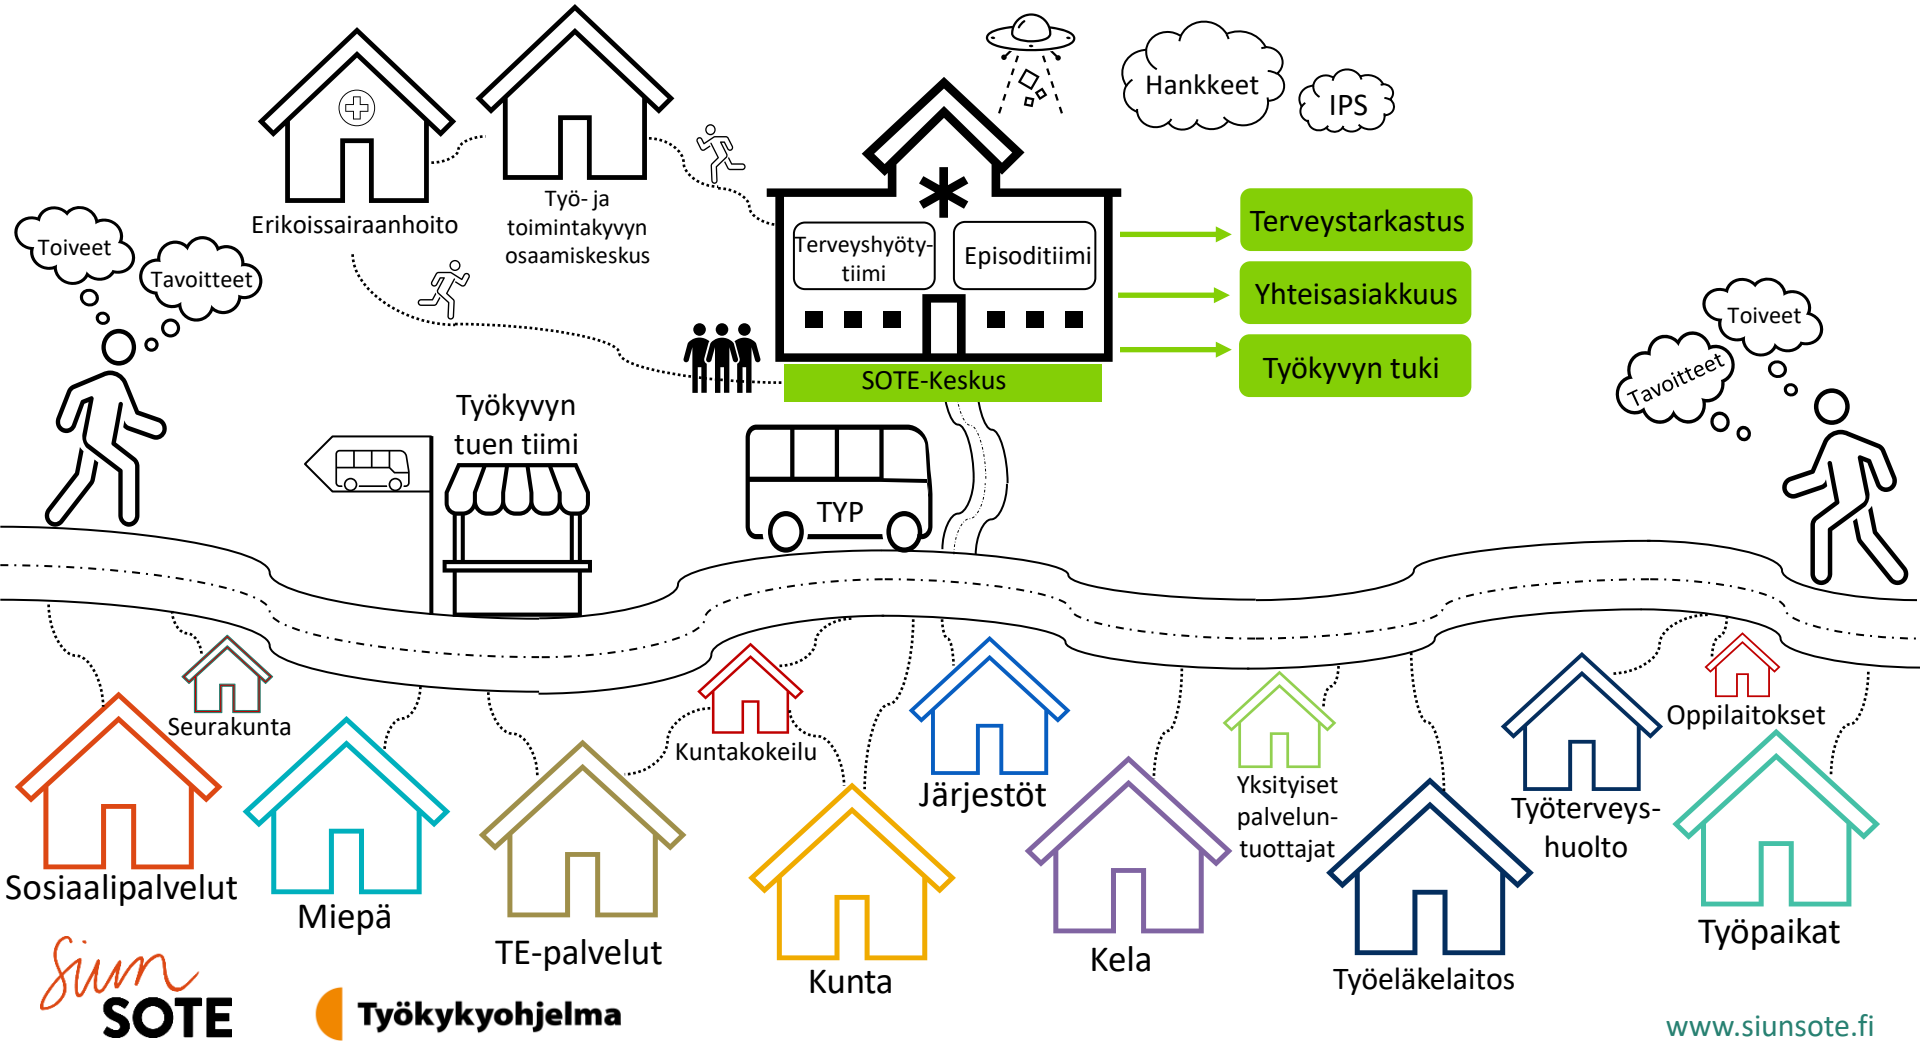 Hankkeet
IPS
Työ- ja
toimintakyvyn
osaamiskeskus
Erikoissairaanhoito
Toiveet
Tavoitteet
Terveyshyöty-
tiimi
Episoditiimi
SOTE-Keskus
Terveystarkastus
Yhteisasiakkuus
Työkyvyn tuki
Toiveet
Tavoitteet
Työkyvyn
tuen tiimi
TYP
Seurakunta
Sosiaalipalvelut
Miepä
TE-palvelut
Kuntakokeilu
Kunta
Järjestöt
Kela
Yksityiset
palvelun-
tuottajat
Työeläkelaitos
Työterveys-
huolto
Oppilaitokset
Työpaikat
Siun
SOTE
Työkykyohjelma
www.siunsote.fi